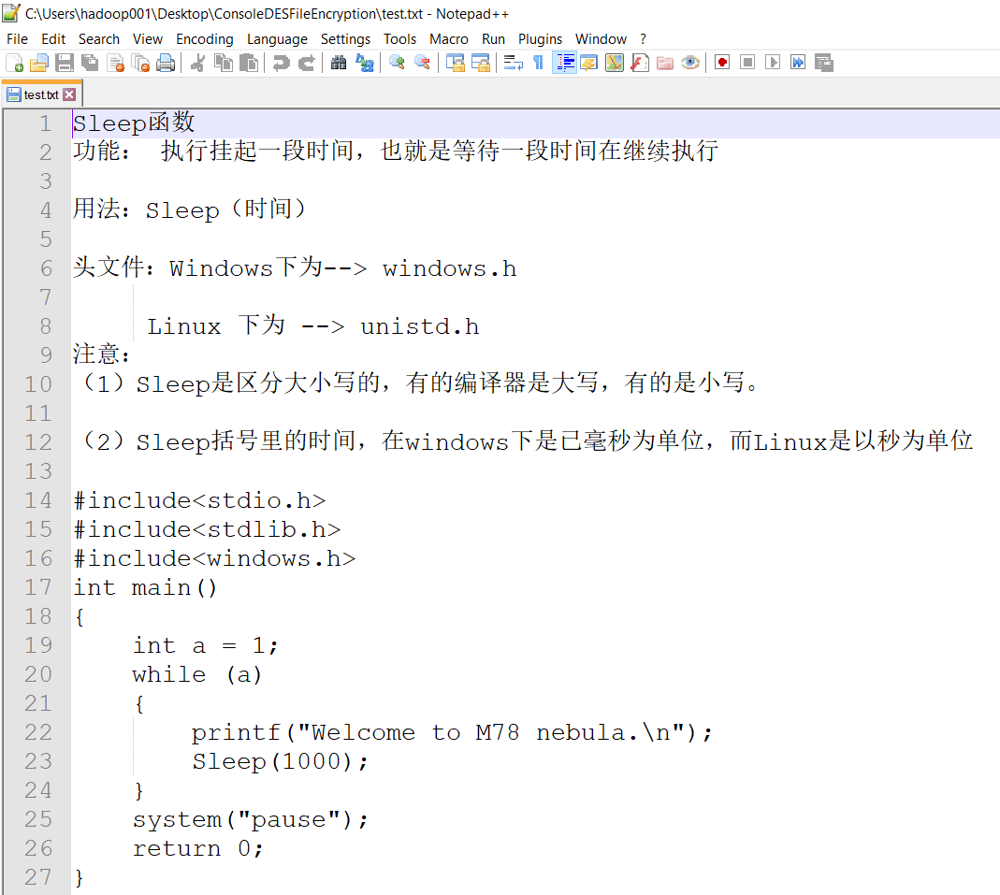 C:\Users\hadoop001\Desktop\ConsoleDESFileEncryption\test.txt - Notepad++
File Edit Search View Encoding Language Settings Tools Macro Run Plugins Window ?
test.txt
1 Sleep函数
2 功能： 执行挂起一段时间，也就是等待一段时间在继续执行
3
4 用法：Sleep（时间）
5
6 头文件：Windows下为--> windows.h
7
8 Linux 下为 --> unistd.h
9 注意：
10 （1）Sleep是区分大小写的，有的编译器是大写，有的是小写。
11
12 （2）Sleep括号里的时间，在windows下是已毫秒为单位，而Linux是以秒为单位
13
14 #include<stdio.h>
15 #include<stdlib.h>
16 #include<windows.h>
17 int main()
18 {
19     int a = 1;
20     while (a)
21     {
22         printf("Welcome to M78 nebula.\n");
23         Sleep(1000);
24     }
25     system("pause");
26     return 0;
27 }